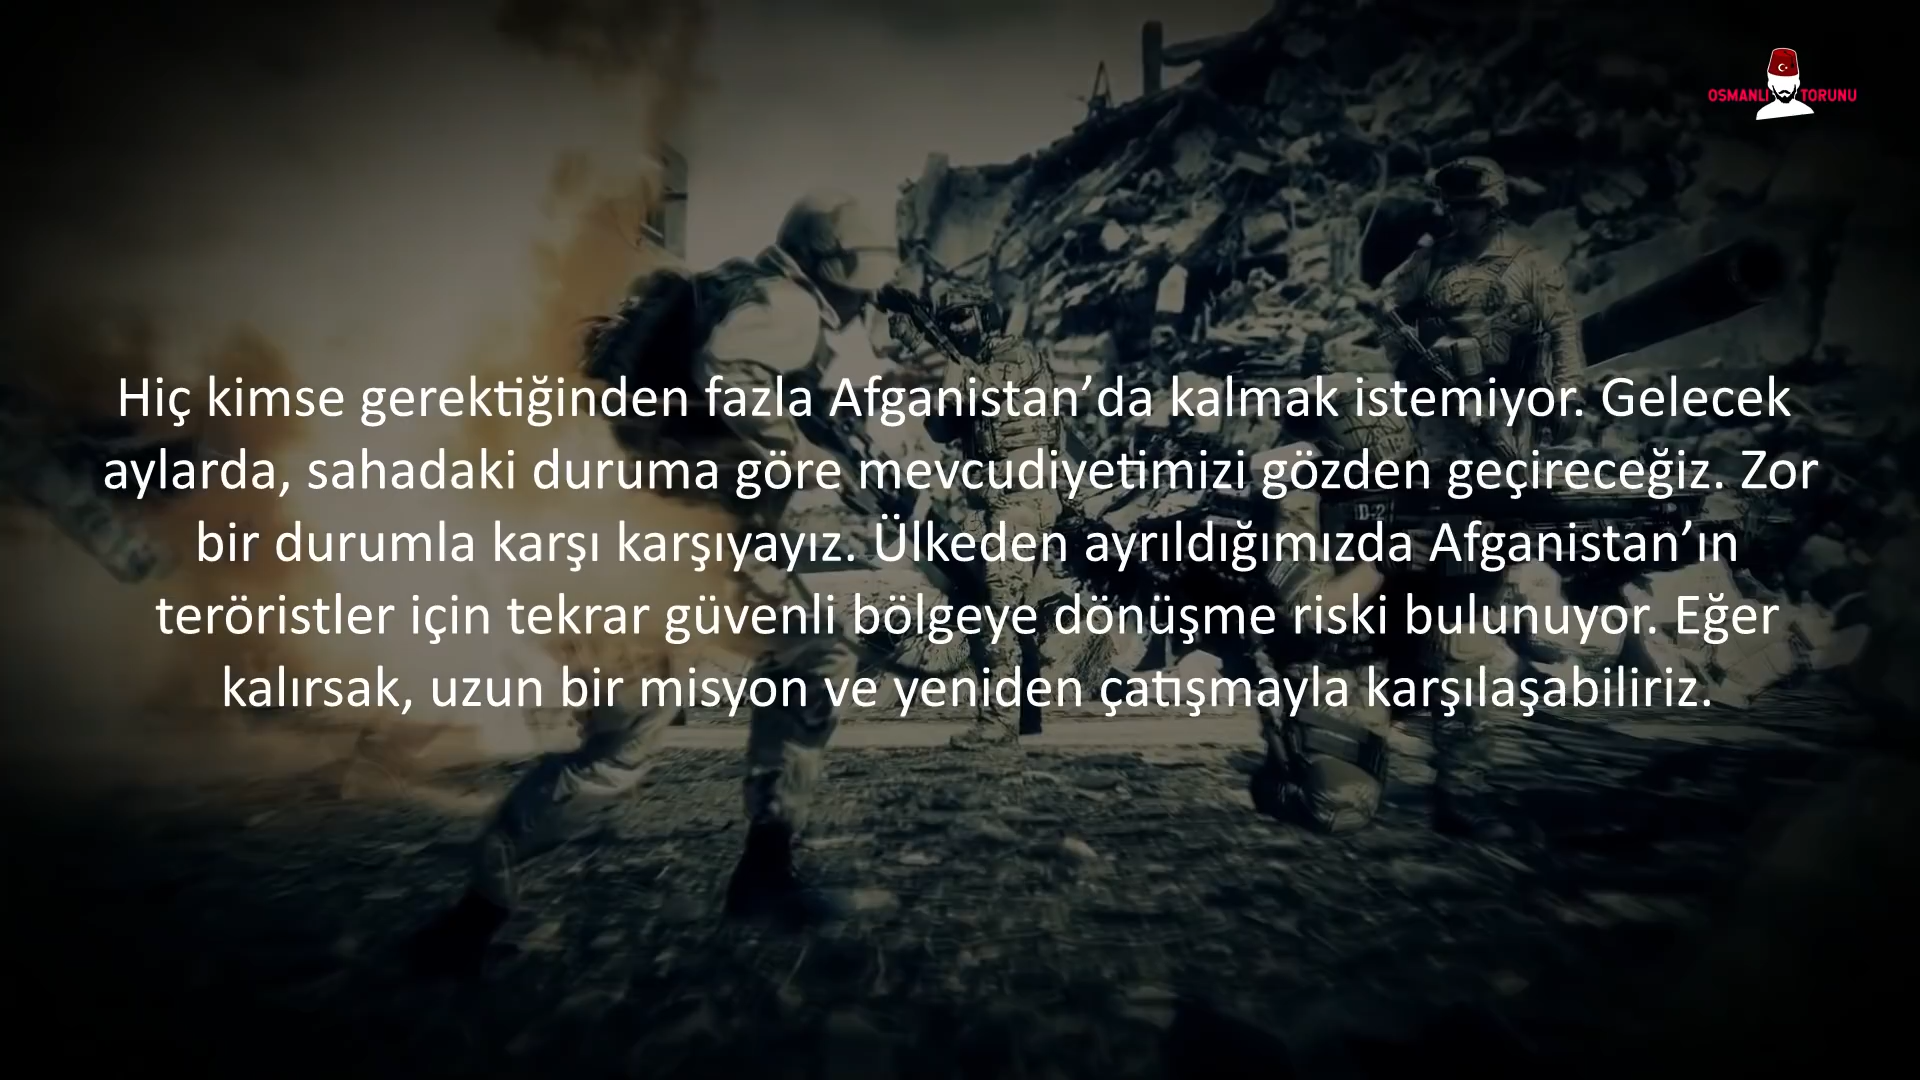 OSMANLI TORUNU
Hiç kimse gerektiğinden fazla Afganistan’da kalmak istemiyor. Gelecek
aylarda, sahadaki duruma göre mevcudiyetimizi gözden geçireceğiz. Zor
bir durumla karşı karşıyayız. Ülkeden ayrıldığımızda Afganistan’ın
teröristler için tekrar güvenli bölgeye dönüşme riski bulunuyor. Eğer
kalırsak, uzun bir misyon ve yeniden çatışmayla karşılaşabiliriz.
D-2